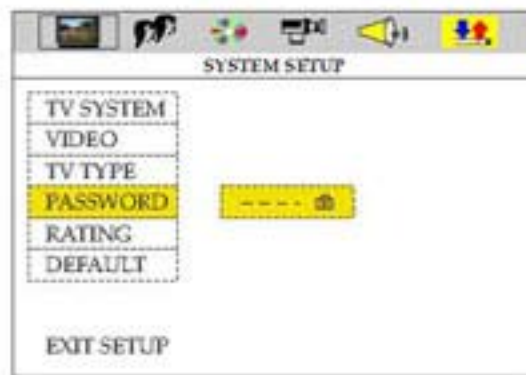 SYSTEM SETUP
TV SYSTEM
VIDEO
TV TYPE
PASSWORD
----
RATING
DEFAULT
EXIT SETUP